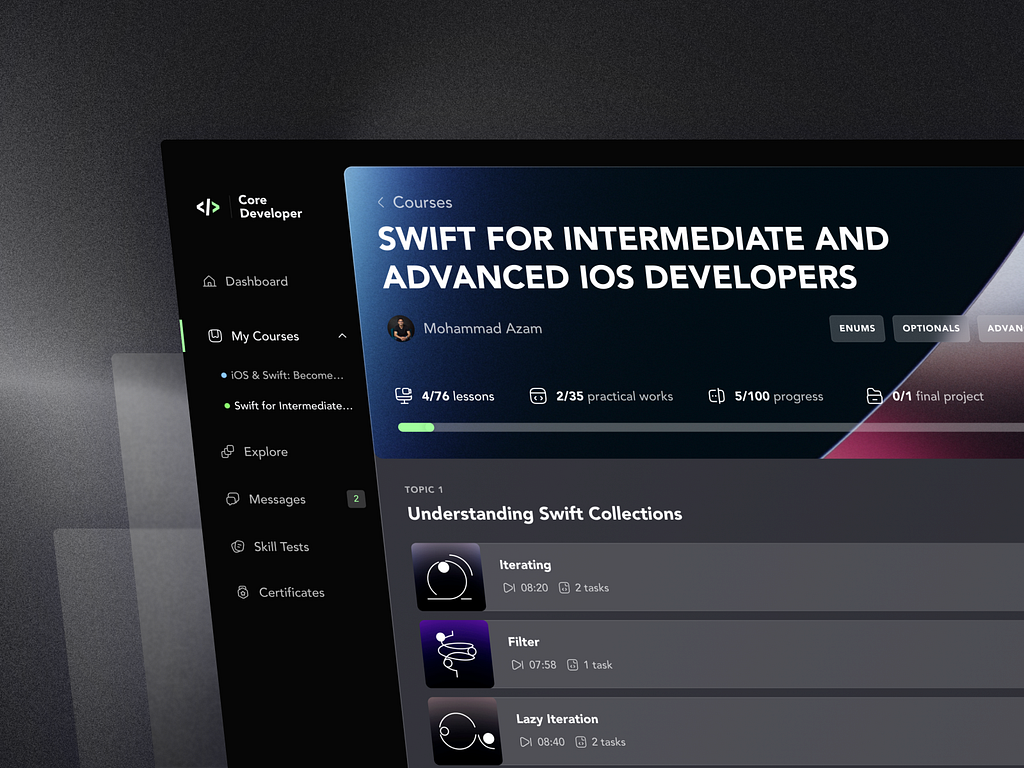 </>
Core
Developer
Dashboard
My Courses
iOS & Swift: Become...
Swift for Intermediate...
Explore
Messages 2
Skill Tests
Certificates
< Courses
SWIFT FOR INTERMEDIATE AND
ADVANCED IOS DEVELOPERS
Mohammad Azam
ENUMS OPTIONALS
4/76 lessons 2/35 practical works 5/100 progress 0/1 final project
TOPIC 1
Understanding Swift Collections
Iterating
08:20 2 tasks
Filter
07:58 1 task
Lazy Iteration
08:40 2 tasks